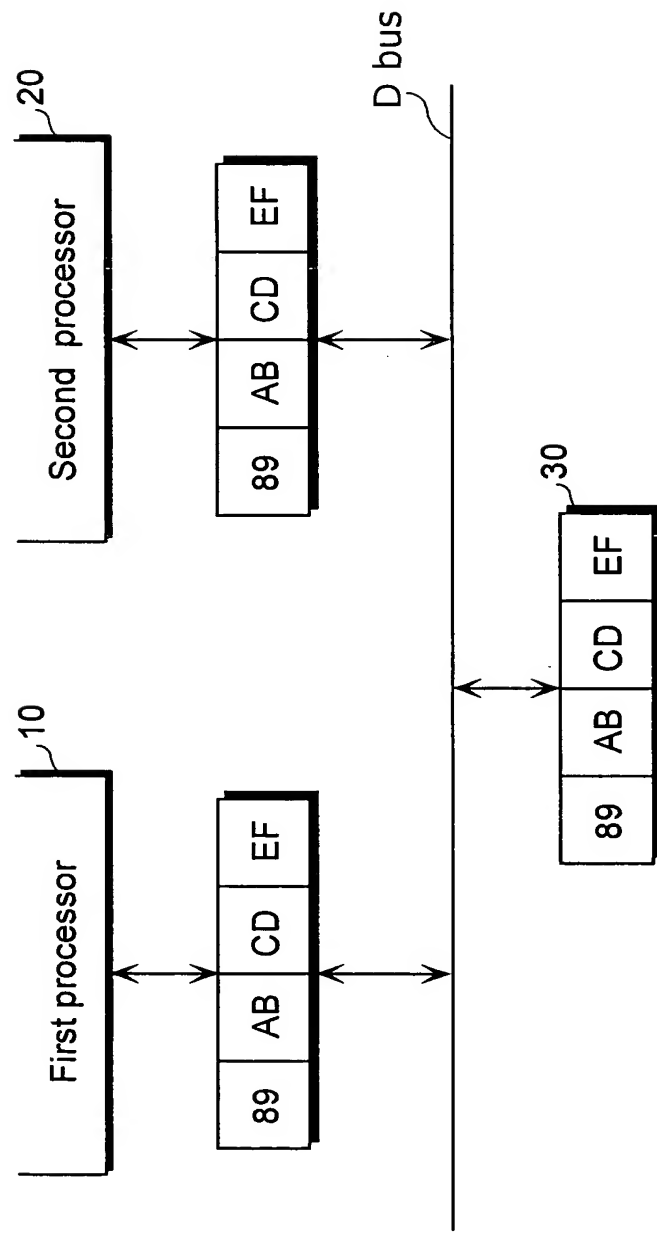 First processor
10
89 AB CD EF
Second processor
20
89 AB CD EF
D bus
30
89 AB CD EF